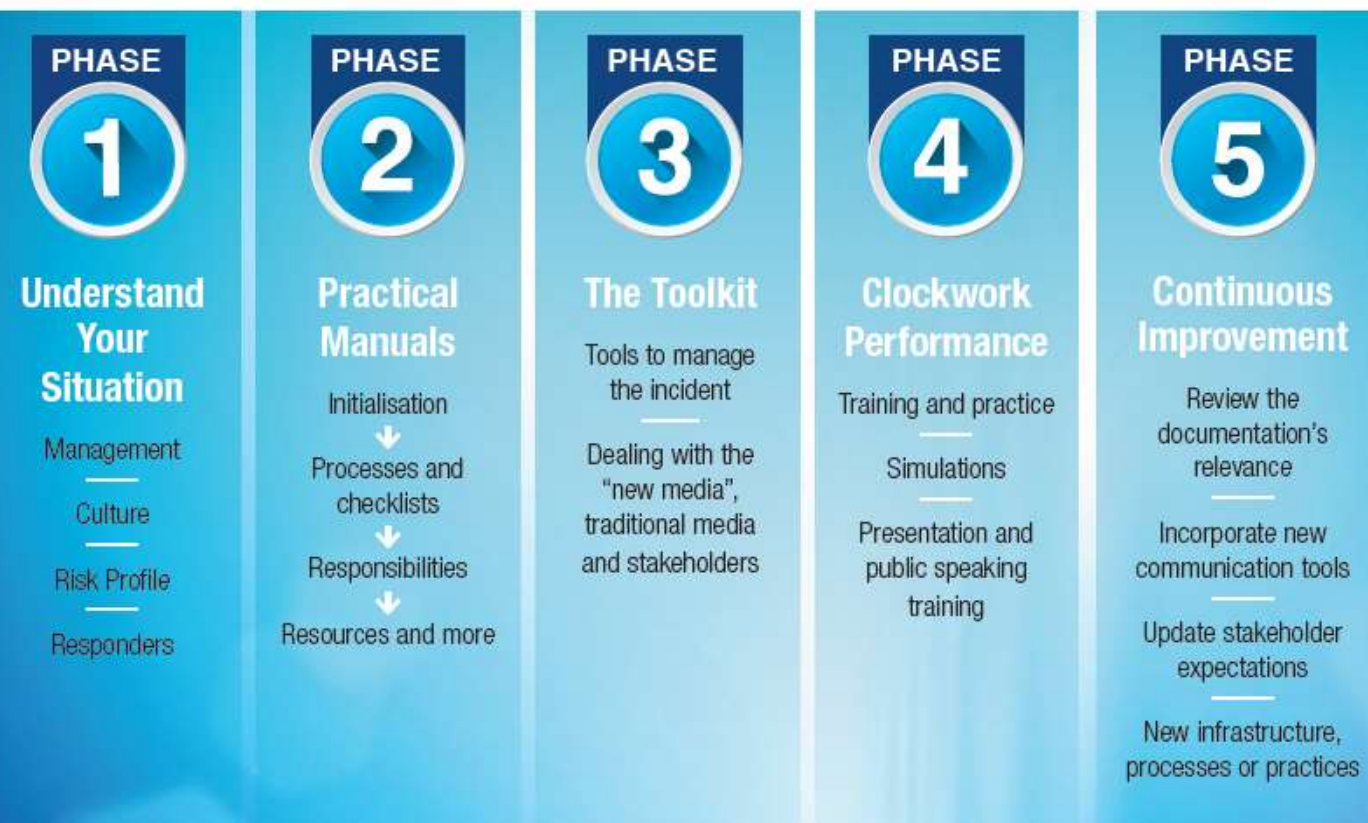 PHASE
1
Understand
Your
Situation
Management
Culture
Risk Profile
Responders
PHASE
2
Practical
Manuals
Initialisation
Processes and
checklists
Responsibilities
Resources and more
PHASE
3
The Toolkit
Tools to manage
the incident
Dealing with the
“new media”,
traditional media
and stakeholders
PHASE
4
Clockwork
Performance
Training and practice
Simulations
Presentation and
public speaking
training
PHASE
5
Continuous
Improvement
Review the
documentation’s
relevance
Incorporate new
communication tools
Update stakeholder
expectations
New infrastructure,
processes or practices